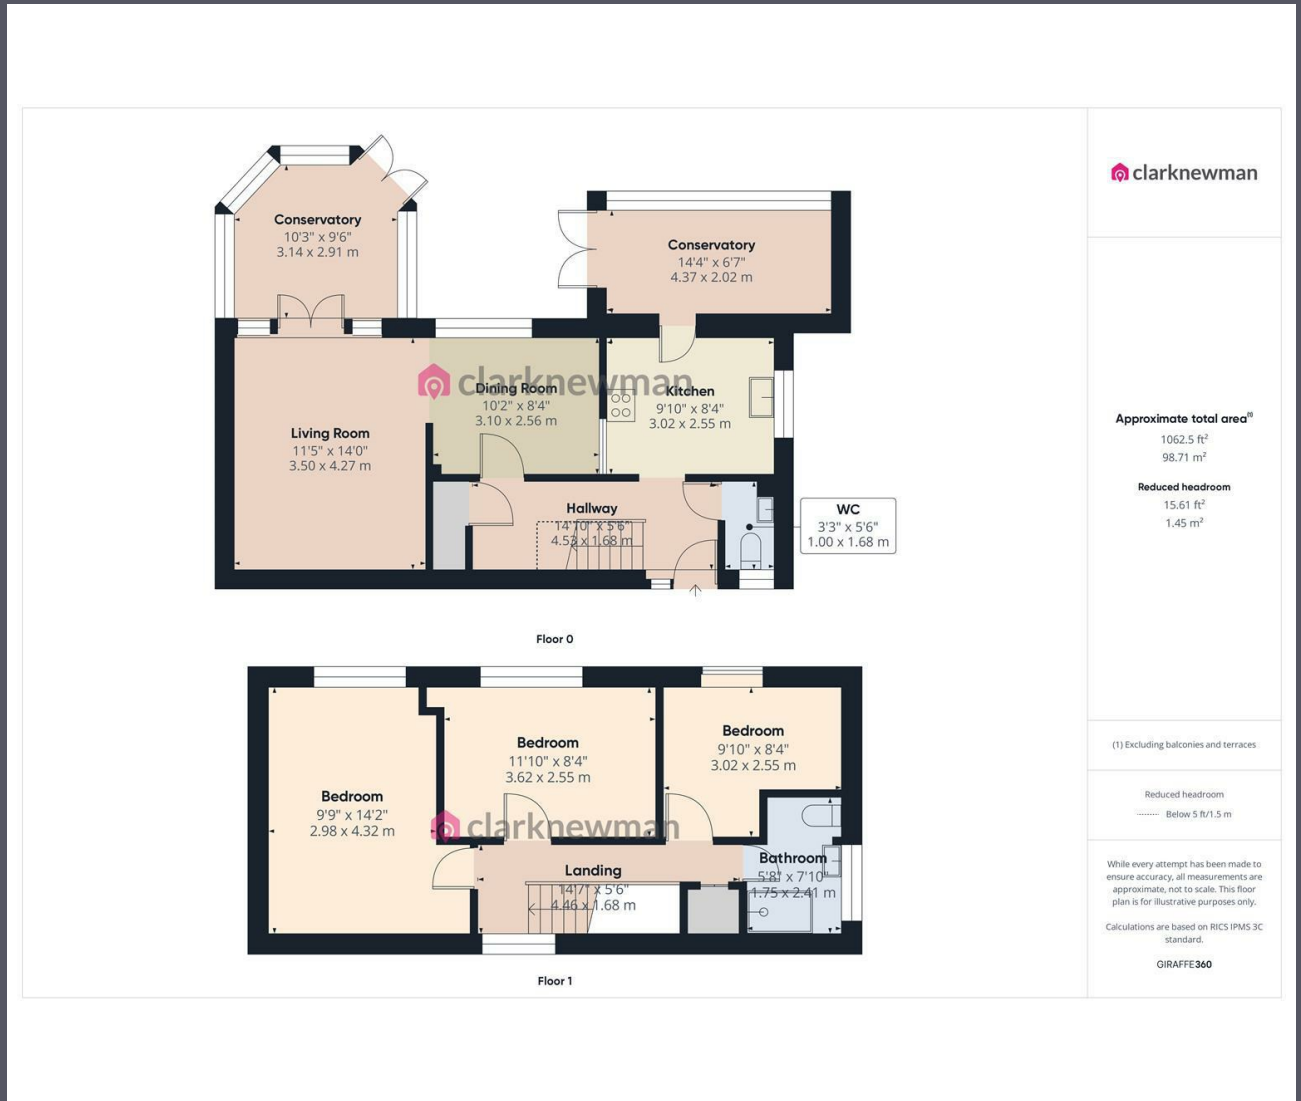 Conservatory
10'3" x 9'6"
3.14 x 2.91 m
Conservatory
14'4" x 6'7"
4.37 x 2.02 m
clarknewman
Dining Room
10'2" x 8'4"
3.10 x 2.56 m
Kitchen
9'10" x 8'4"
3.02 x 2.55 m
Living Room
11'5" x 14'0"
3.50 x 4.27 m
Hallway
14'10" x 5'6"
4.53 x 1.68 m
WC
3'3" x 5'6"
1.00 x 1.68 m
Floor 0
Bedroom
9'9" x 14'2"
2.98 x 4.32 m
Bedroom
11'10" x 8'4"
3.62 x 2.55 m
Bedroom
9'10" x 8'4"
3.02 x 2.55 m
clarknewman
Landing
14'7" x 5'6"
4.46 x 1.68 m
Bathroom
5'8" x 7'10"
1.75 x 2.41 m
Floor 1
clarknewman
Approximate total area(1)
1062.5 ft²
98.71 m²
Reduced headroom
15.61 ft²
1.45 m²
(1) Excluding balconies and terraces
Reduced headroom
Below 5 ft/1.5 m
While every attempt has been made to
ensure accuracy, all measurements are
approximate, not to scale. This floor
plan is for illustrative purposes only.
Calculations are based on RICS IPMS 3C
standard.
GIRAFFE360